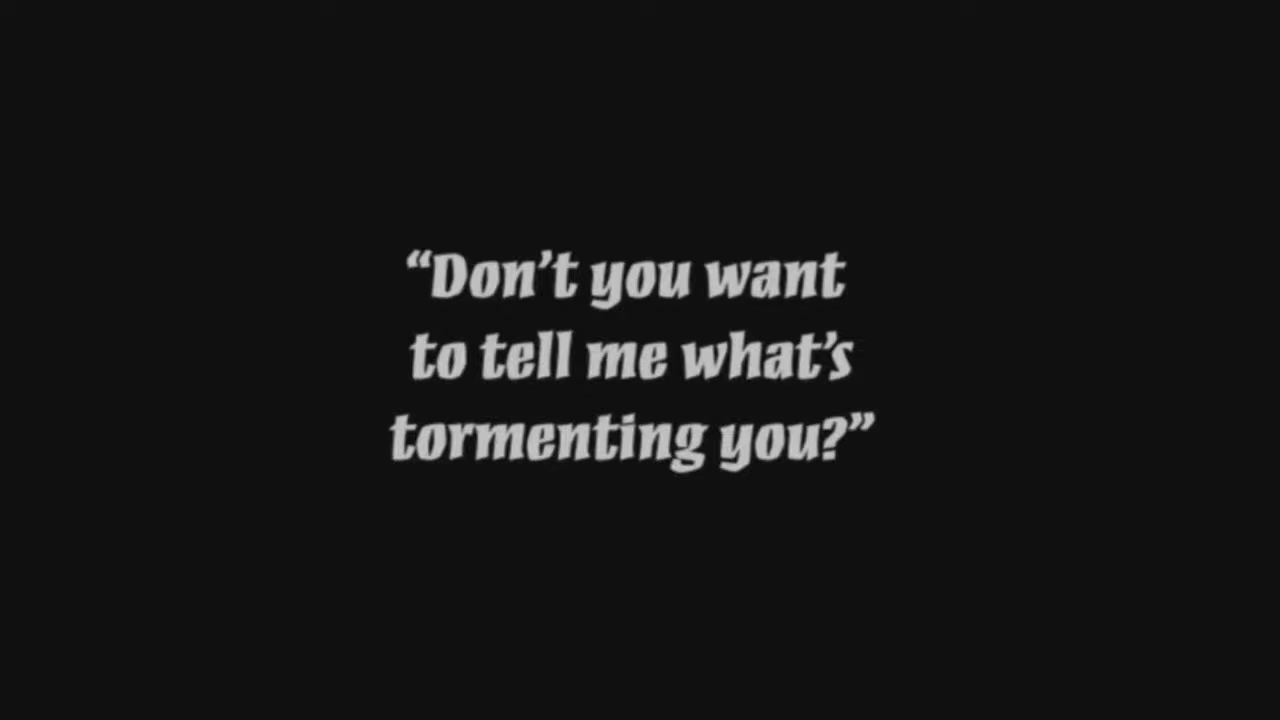 “Don’t you want
to tell me what’s
tormenting you?”